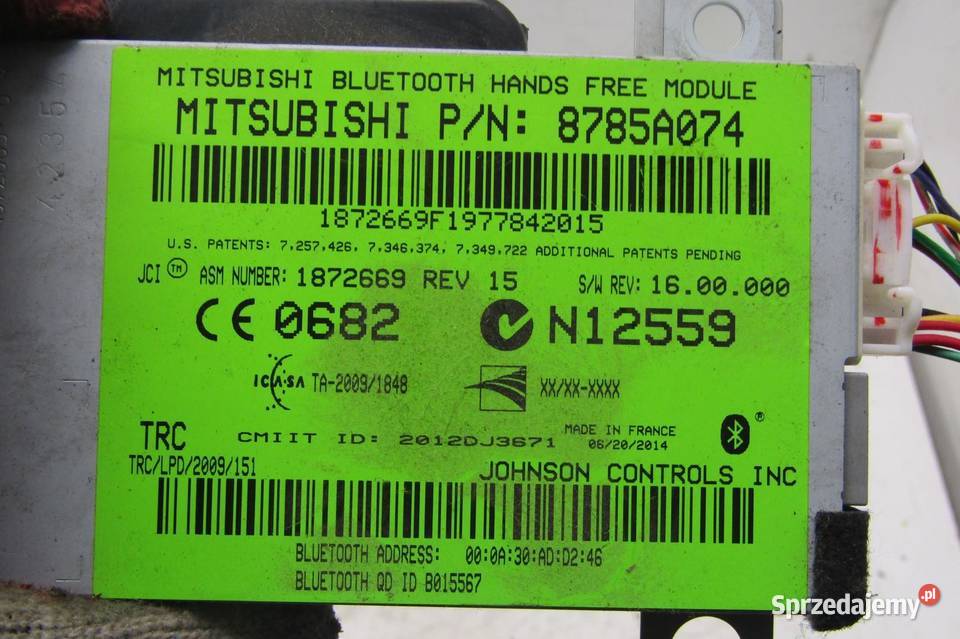 MITSUBISHI BLUETOOTH HANDS FREE MODULE
MITSUBISHI P/N: 8785A074
1872669F1977842015
U.S. PATENTS: 7,257,426, 7,346,374, 7,349,722 ADDITIONAL PATENTS PENDING
JCI TM ASM NUMBER: 1872669 REV 15 S/W REV: 16.00.000
CE 0682 N12559
ICASA TA-2009/1848 XX/XX-XXXX
TRC CMIIT ID: 2012DJ3671 MADE IN FRANCE
06/20/2014 ®
TRC/LPD/2009/151 JOHNSON CONTROLS INC
BLUETOOTH ADDRESS: 00:0A:30:AD:D2:46
BLUETOOTH QD ID B015567
Sprzedajemy.pl